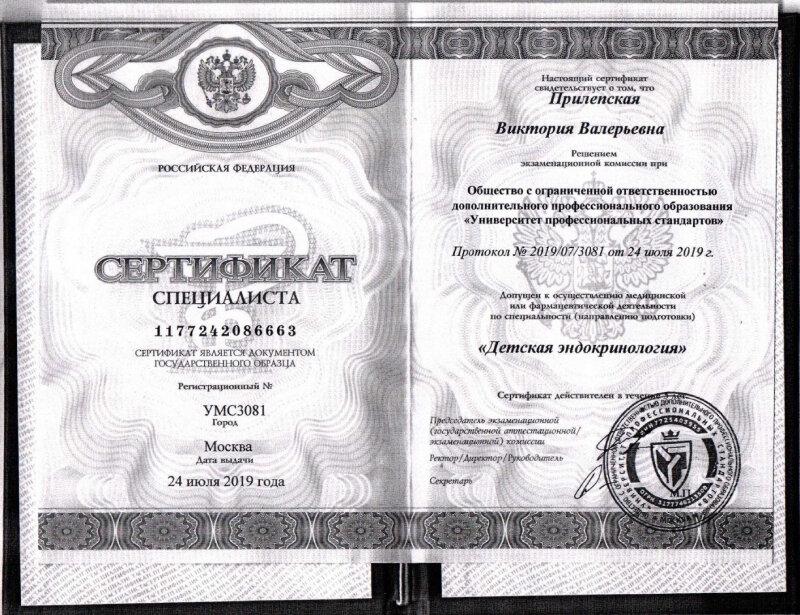 РОССИЙСКАЯ ФЕДЕРАЦИЯ
СЕРТИФИКАТ
СПЕЦИАЛИСТА
1177242086663
СЕРТИФИКАТ ЯВЛЯЕТСЯ ДОКУМЕНТОМ
ГОСУДАРСТВЕННОГО ОБРАЗЦА
Регистрационный №
УМС3081
Город
Москва
Дата выдачи
24 июля 2019 года
Настоящий сертификат
свидетельствует о том, что
Прилепская
Виктория Валерьевна
Решением
экзаменационной комиссии при
Общество с ограниченной ответственностью
дополнительного профессионального образования
«Университет профессиональных стандартов»
Протокол № 2019/07/3081 от 24 июля 2019 г.
Допущен к осуществлению медицинской
или фармацевтической деятельности
по специальности (направлению подготовки)
«Детская эндокринология»
Сертификат действителен в течение 5 лет
Председатель экзаменационной
(государственной аттестационной/
экзаменационной) комиссии
Ректор/Директор/Руководитель
Секретарь
М.П.